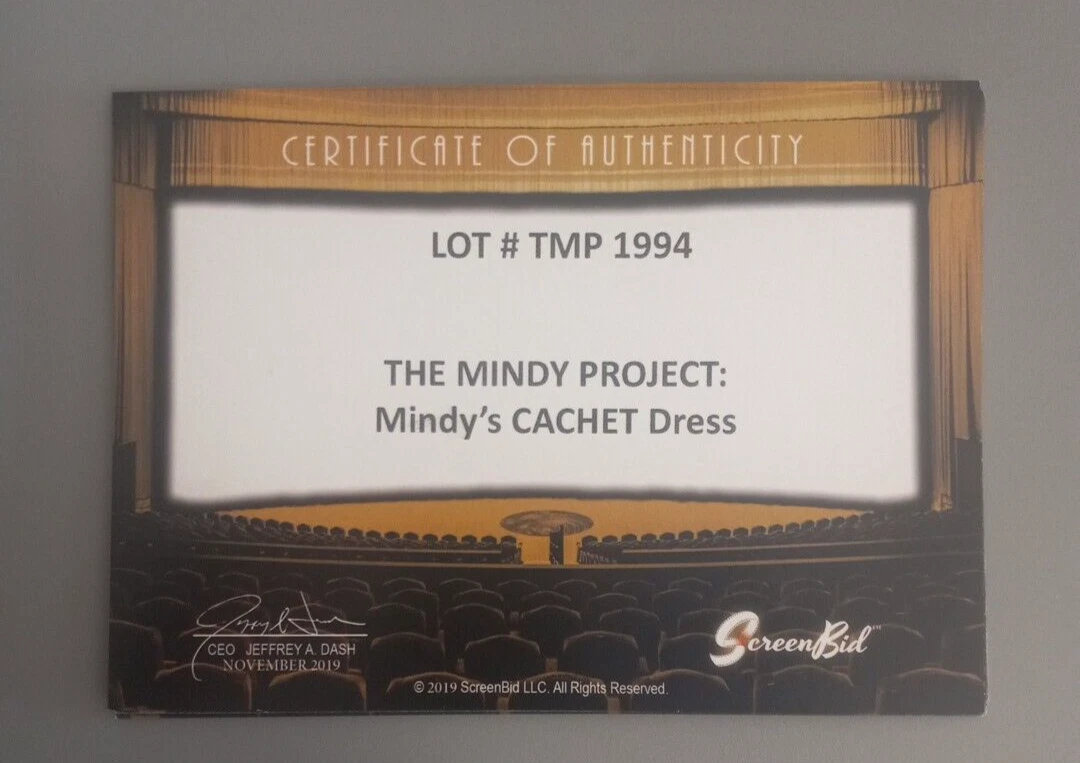 CERTIFICATE OF AUTHENTICITY
LOT # TMP 1994
THE MINDY PROJECT:
Mindy's CACHET Dress
CEO JEFFREY A. DASH
NOVEMBER 2019
ScreenBid™
© 2019 ScreenBid LLC. All Rights Reserved.